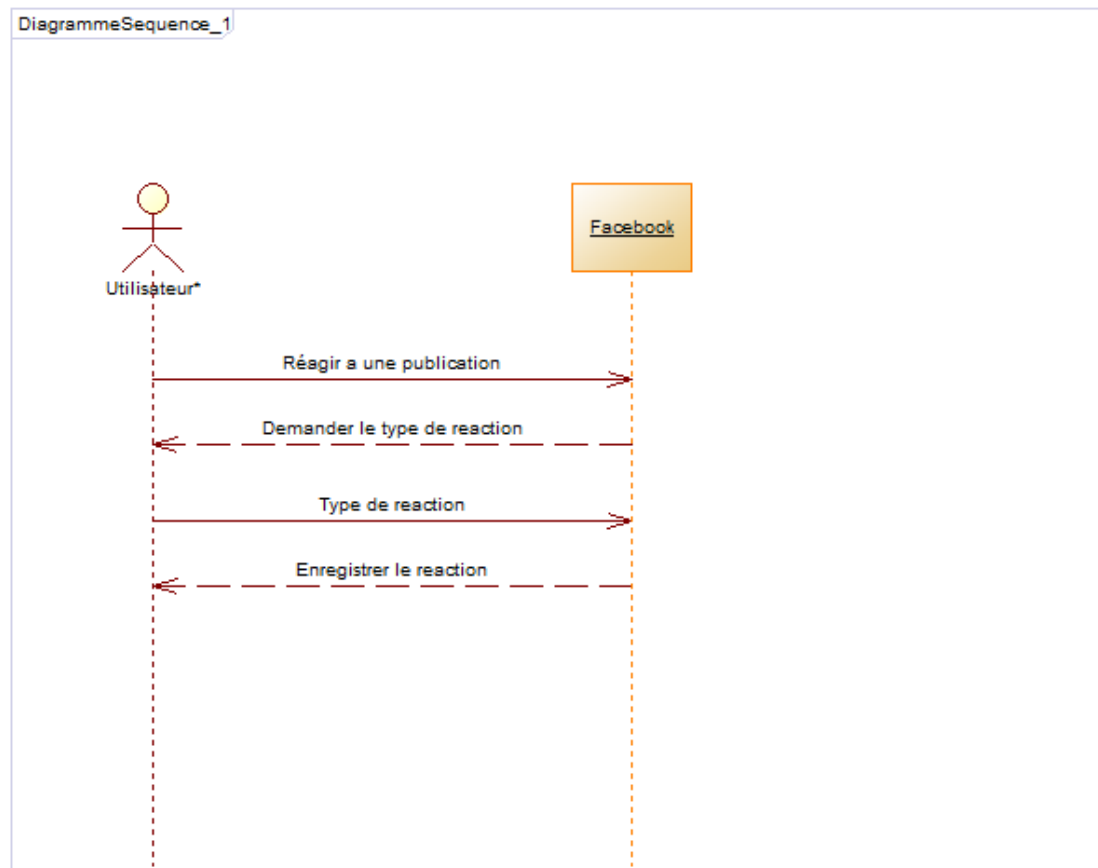 DiagrammeSequence_1
Facebook
Utilisateur*
Réagir a une publication
Demander le type de reaction
Type de reaction
Enregistrer le reaction